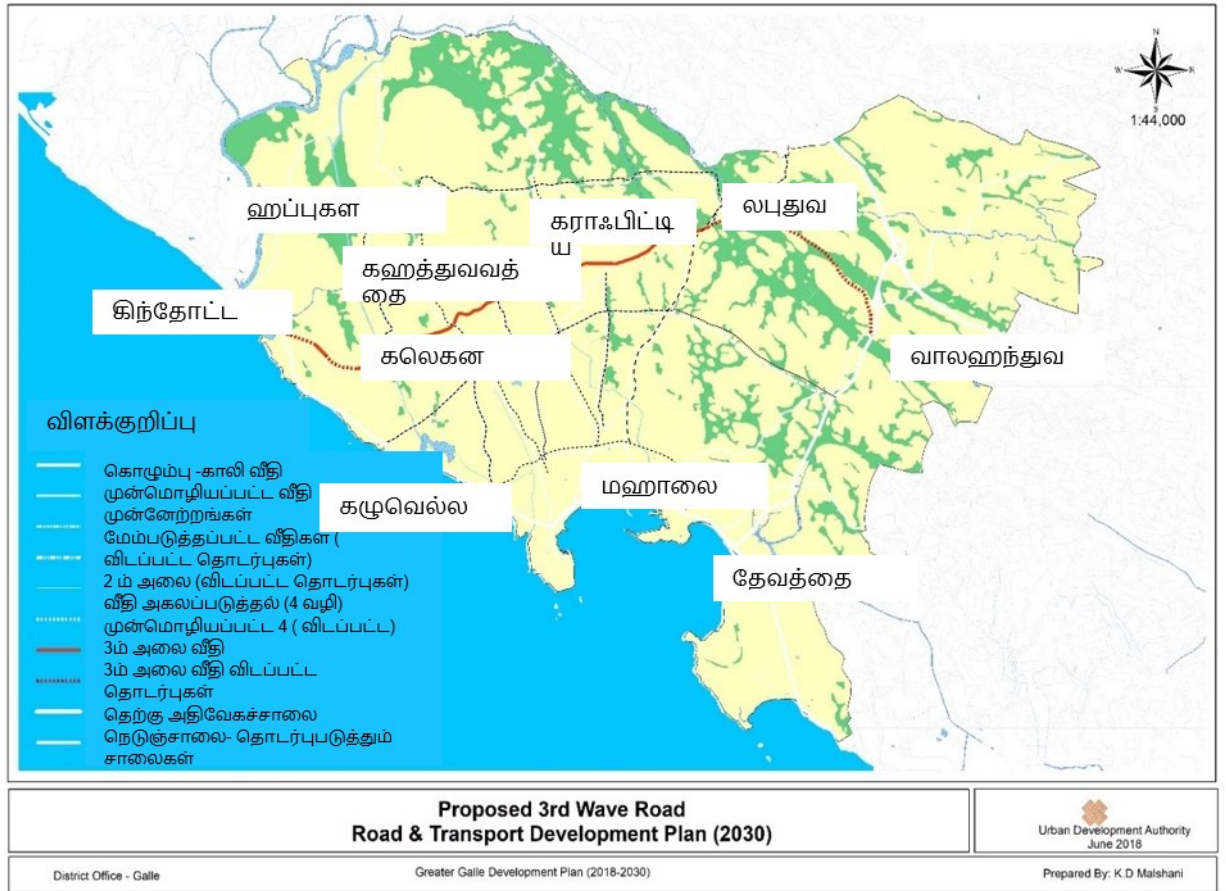 N
W
S
1:44,000
ஹப்புகள
கராஃபிட்டி
ய
லபுதுவ
கஹத்துவவத்
தை
கிந்தோட்ட
கலெகன
வாலஹந்துவ
விளக்குறிப்பு
கொழும்பு -காலி வீதி
முன்மொழியப்பட்ட வீதி
முன்னேற்றங்கள்
மேம்படுத்தப்பட்ட வீதிகள (
விடப்பட்ட தொடர்புகள்)
2 ம் அலை (விடப்பட்ட தொடர்புகள்)
வீதி அகலப்படுத்தல் (4 வழி)
முன்மொழியப்பட்ட 4 ( விடப்பட்ட)
3ம் அலை வீதி
3ம் அலை வீதி விடப்பட்ட
தொடர்புகள்
தெற்கு அதிவேகச்சாலை
நெடுஞ்சாலை- தொடர்புபடுத்தும்
சாலைகள்
கழுவெல்ல
மஹாலை
தேவத்தை
Proposed 3rd Wave Road
Road & Transport Development Plan (2030)
Urban Development Authority
June 2018
District Office - Galle
Greater Galle Development Plan (2018-2030)
Prepared By: K.D Malshani